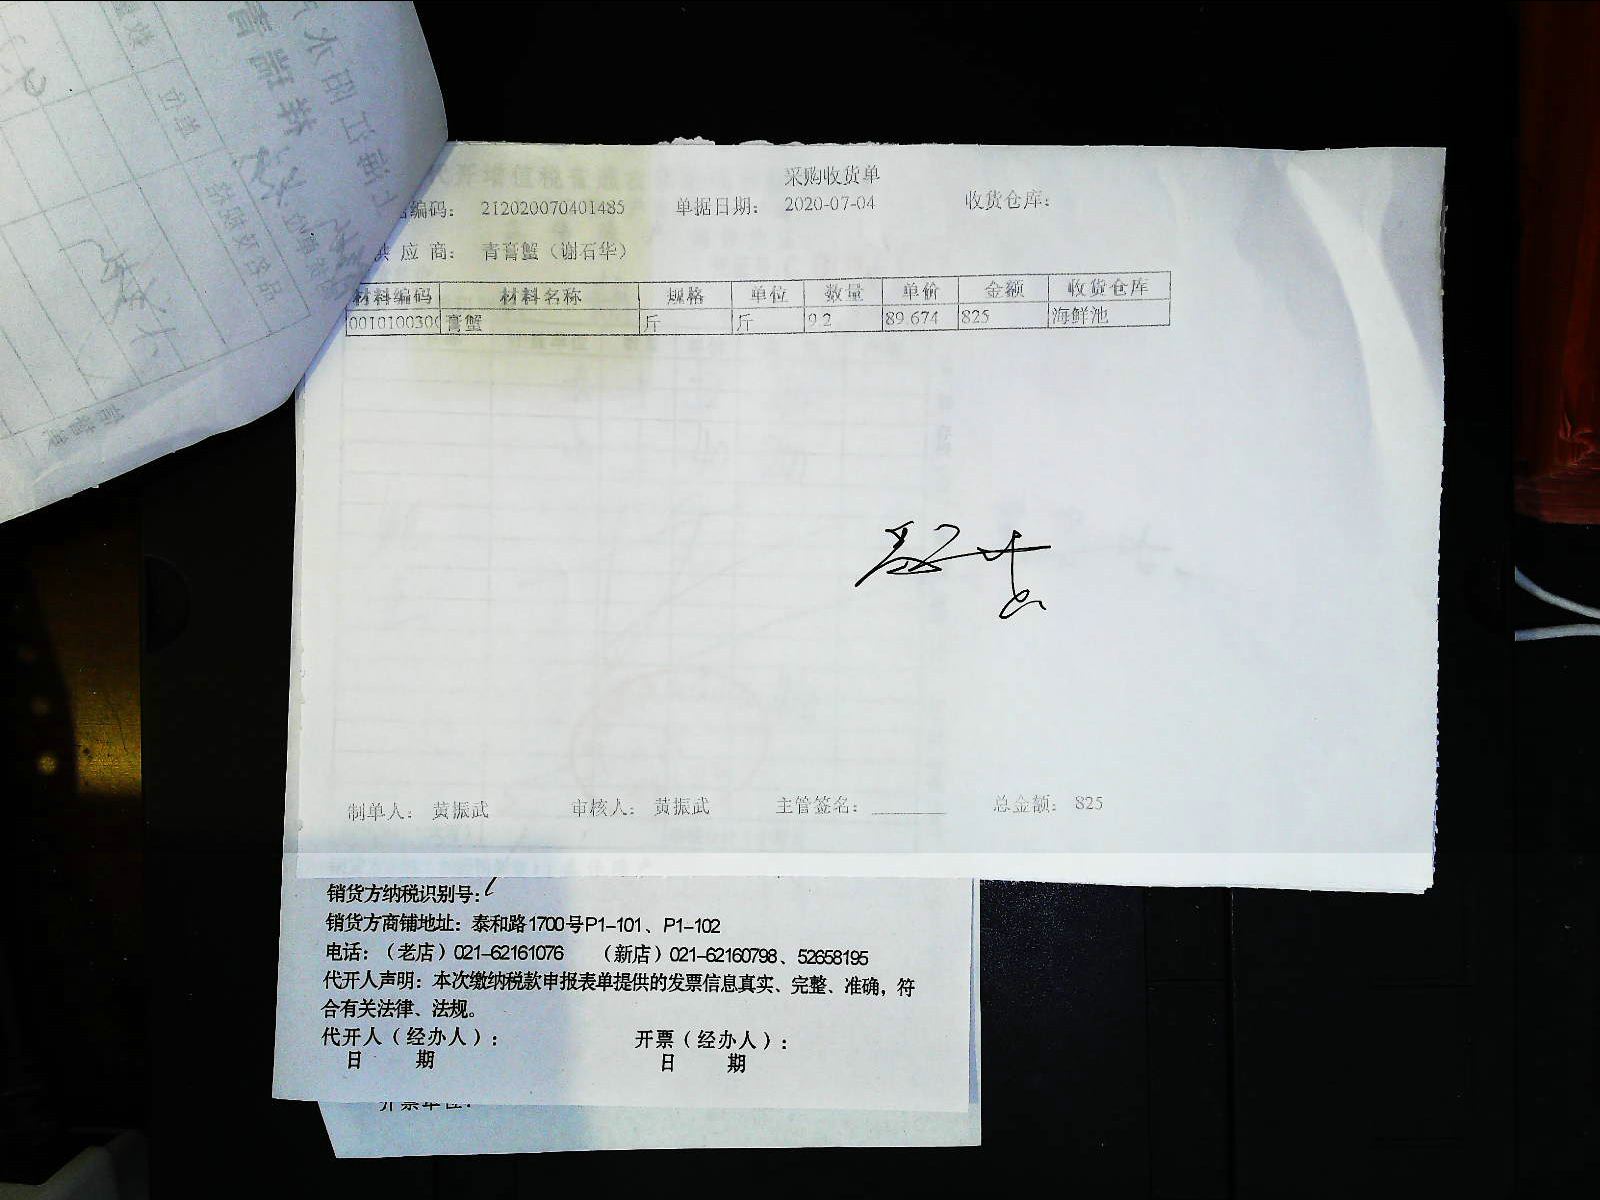 采购收货单
编码： 212020070401485 单据日期： 2020-07-04 收货仓库：
供 应 商： 青膏蟹（谢石华）
材料编码 材料名称 规格 单位 数量 单价 金额 收货仓库
0010100300 膏蟹 斤 斤 9.2 89.674 825 海鲜池
制单人： 黄振武 审核人： 黄振武 主管签名： 总金额： 825
销货方纳税识别号：
销货方商铺地址：泰和路1700号P1-101、P1-102
电话：（老店）021-62161076 （新店）021-62160798、52658195
代开人声明：本次缴纳税款申报表单提供的发票信息真实、完整、准确，符
合有关法律、法规。
代开人（经办人）： 开票（经办人）：
日 期 日 期
开票单位：